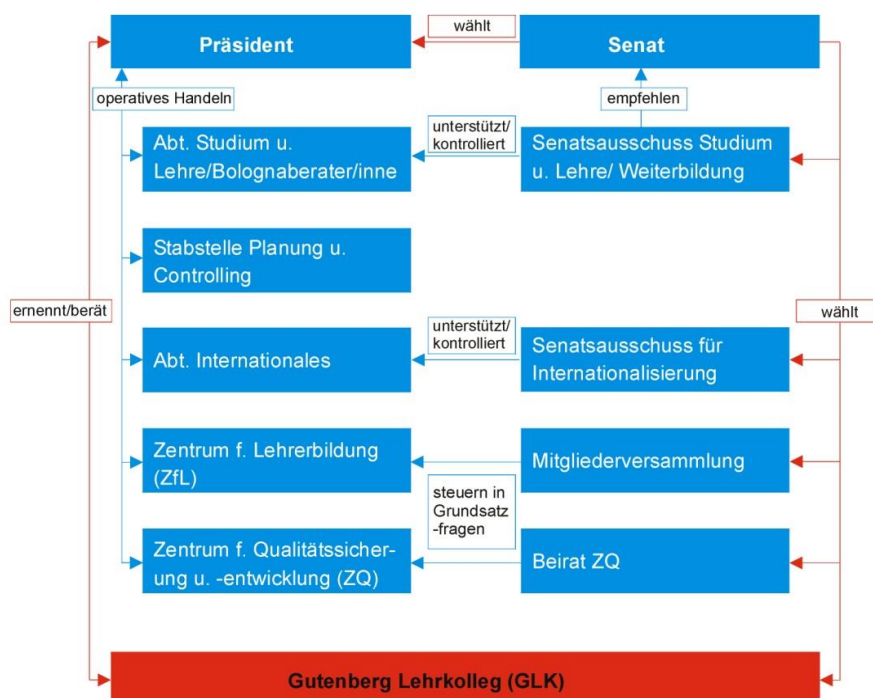 Präsident
wählt
Senat
operatives Handeln
empfehlen
Abt. Studium u.
Lehre/Bolognaberater/inne
unterstützt/
kontrolliert
Senatsausschuss Studium
u. Lehre/ Weiterbildung
Stabstelle Planung u.
Controlling
ernennt/berät
wählt
Abt. Internationales
unterstützt/
kontrolliert
Senatsausschuss für
Internationalisierung
Zentrum f. Lehrerbildung
(ZfL)
Mitgliederversammlung
steuern in
Grundsatz
-fragen
Zentrum f. Qualitätssicher-
ung u. -entwicklung (ZQ)
Beirat ZQ
Gutenberg Lehrkolleg (GLK)